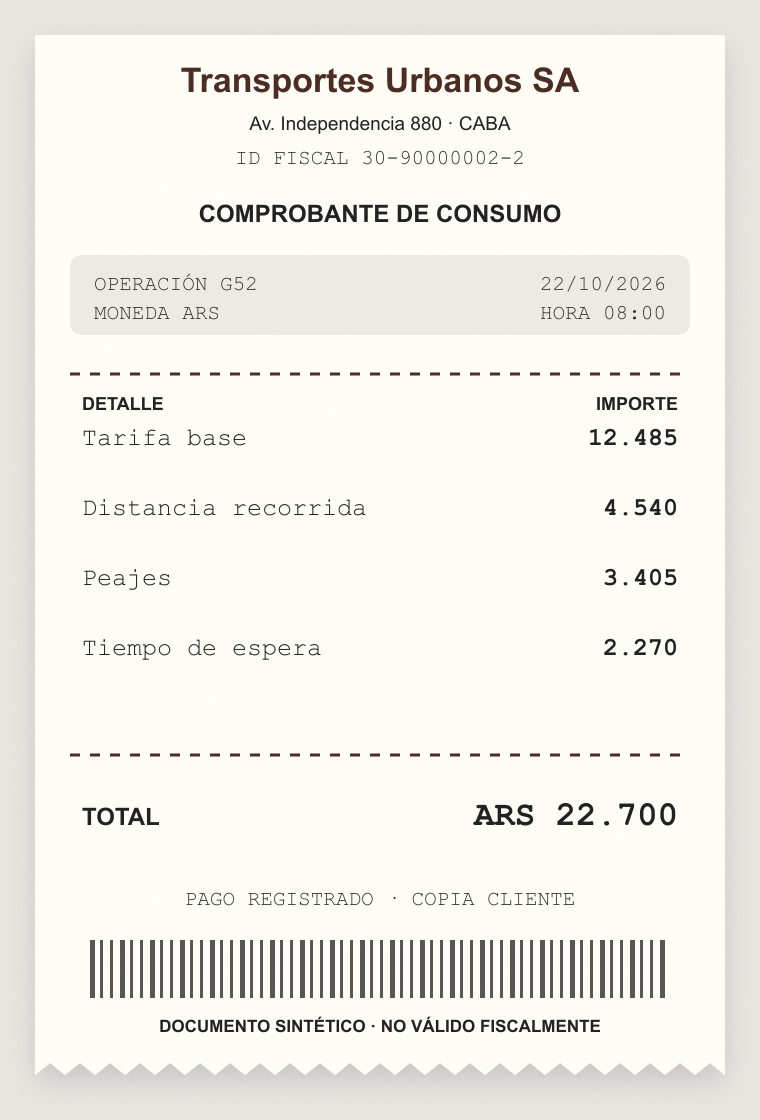 Transportes Urbanos SA
Av. Independencia 880 · CABA
ID FISCAL 30-90000002-2
COMPROBANTE DE CONSUMO
OPERACIÓN G52 22/10/2026
MONEDA ARS HORA 08:00
DETALLE IMPORTE
Tarifa base 12.485
Distancia recorrida 4.540
Peajes 3.405
Tiempo de espera 2.270
TOTAL ARS 22.700
PAGO REGISTRADO · COPIA CLIENTE
DOCUMENTO SINTÉTICO · NO VÁLIDO FISCALMENTE